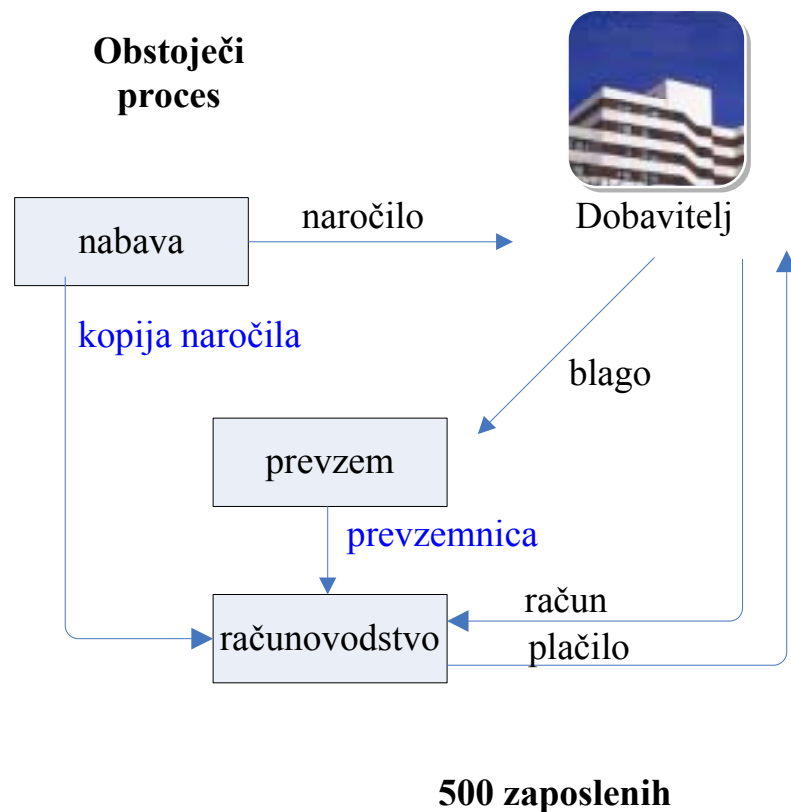 Obstoječi
proces
Dobavitelj
nabava
naročilo
kopija naročila
blago
prevzem
prevzemnica
račun
računovodstvo
plačilo
500 zaposlenih